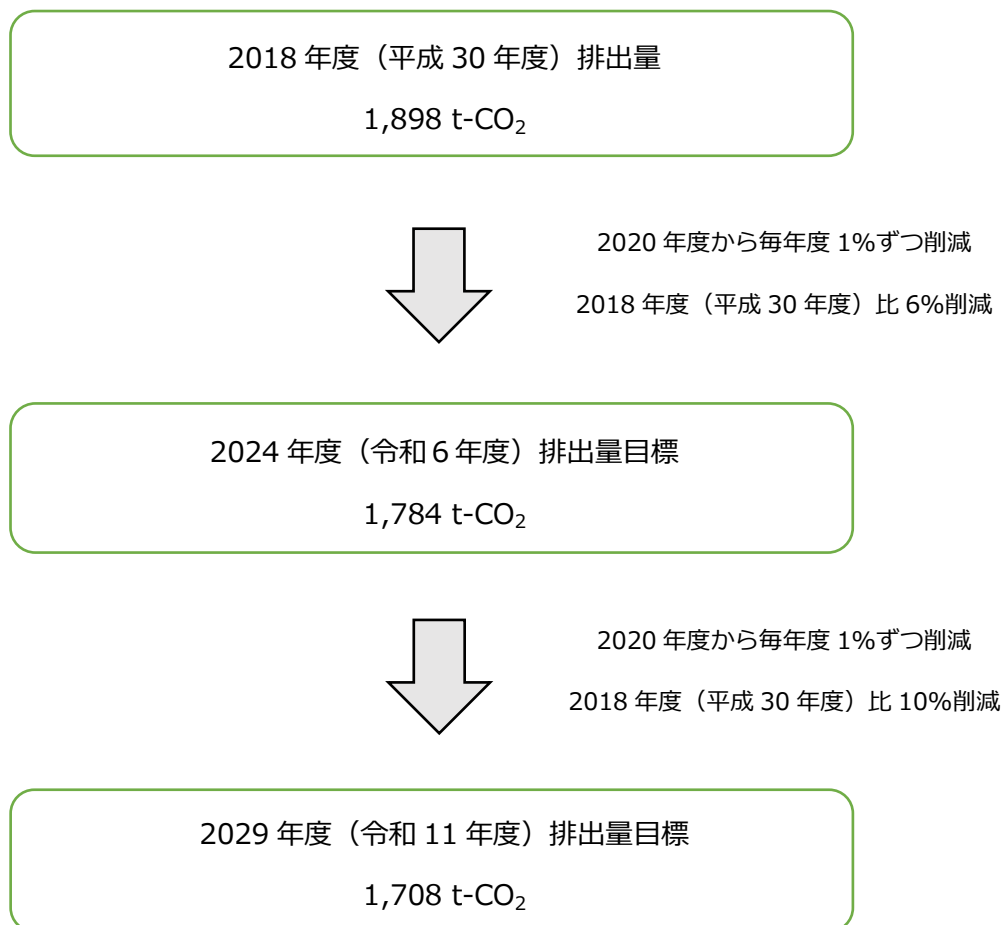 2018 年度（平成 30 年度）排出量
1,898 t-CO₂
2020 年度から毎年度 1%ずつ削減
2018 年度（平成 30 年度）比 6%削減
2024 年度（令和６年度）排出量目標
1,784 t-CO₂
2020 年度から毎年度 1%ずつ削減
2018 年度（平成 30 年度）比 10%削減
2029 年度（令和 11 年度）排出量目標
1,708 t-CO₂